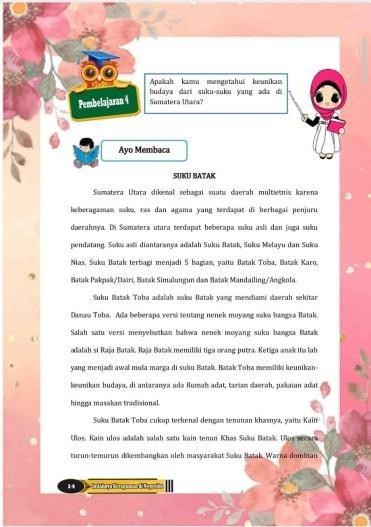 Apakah kamu mengetahui keunikan
budaya dari suku-suku yang ada di
Sumatera Utara?
Pembelajaran 4
Ayo Membaca
SUKU BATAK
Sumatera Utara dikenal sebagai suatu daerah multietnis karena
keberagaman suku, ras dan agama yang terdapat di berbagai penjuru
daerahnya. Di Sumatera utara terdapat beberapa suku asli dan juga suku
pendatang. Suku asli diantaranya adalah Suku Batak, Suku Melayu dan Suku
Nias. Suku Batak terbagi menjadi 5 bagian, yaitu Batak Toba, Batak Karo,
Batak Pakpak/Dairi, Batak Simalungun dan Batak Mandailing/Angkola.
Suku Batak Toba adalah suku Batak yang mendiami daerah sekitar
Danau Toba. Ada beberapa versi tentang nenek moyang suku bangsa Batak.
Salah satu versi menyebutkan bahwa nenek moyang suku bangsa Batak
adalah si Raja Batak. Raja Batak memiliki tiga orang putra. Ketiga anak itu lah
yang menjadi awal mula marga di suku Batak. Batak Toba memiliki keunikan-
keunikan budaya, di antaranya ada Rumah adat, tarian daerah, pakaian adat
hingga masakan tradisional.
Suku Batak Toba cukup terkenal dengan tenunan khasnya, yaitu Kain
Ulos. Kain ulos adalah salah satu kain tenun Khas Suku Batak. Ulos secara
turun-temurun dikembangkan oleh masyarakat Suku Batak. Warna dominan
14
Indahnya Keragaman di Negeriku